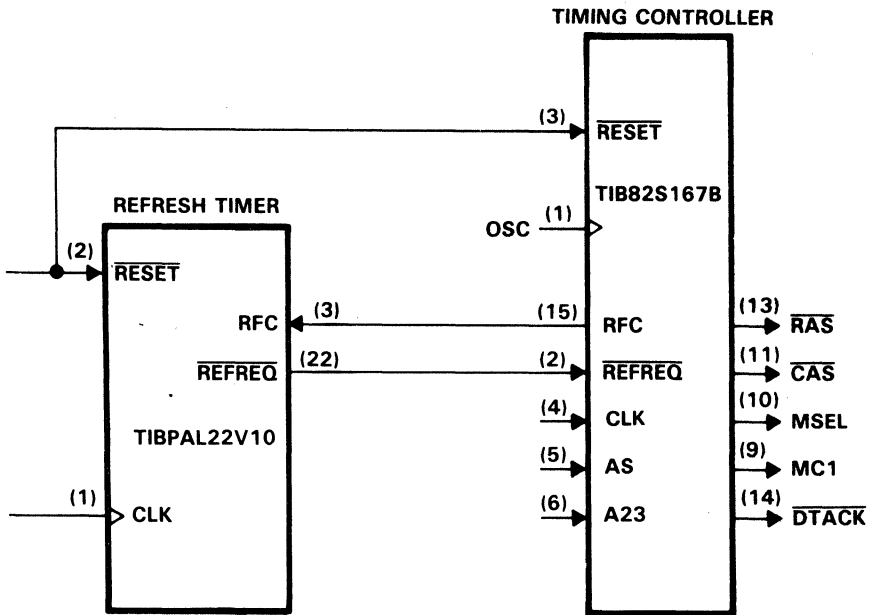 TIMING CONTROLLER
(3)
RESET
TIB82S167B
REFRESH TIMER
OSC
(1)
(2)
RESET
RFC
(3)
(15)
RFC
(13)
RAS
REFREQ
(22)
(2)
REFREQ
(11)
CAS
(4)
CLK
(10)
MSEL
TIBPAL22V10
(5)
AS
(9)
MC1
(1)
CLK
(6)
A23
(14)
DTACK